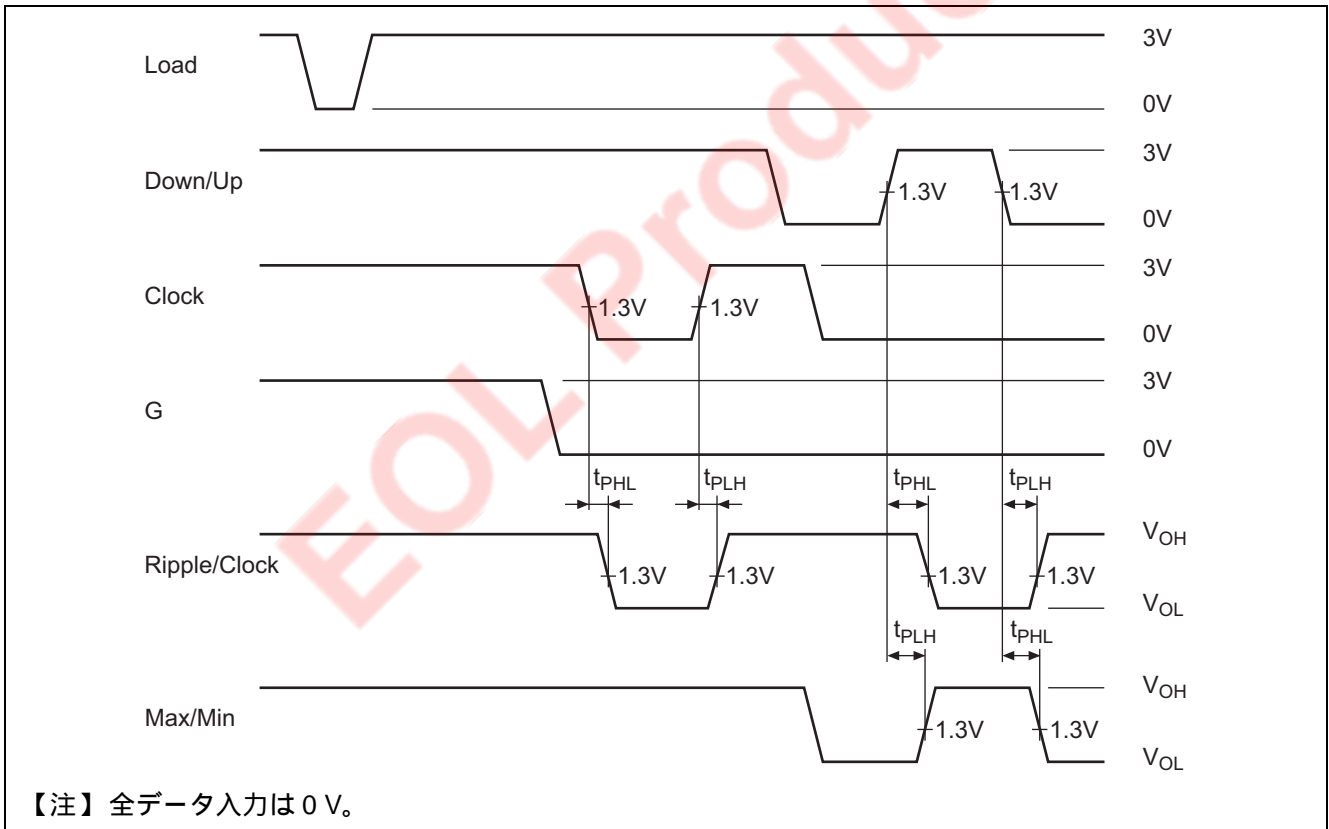 Load
3V
0V
Down/Up
3V
1.3V
1.3V
0V
Clock
3V
1.3V
1.3V
0V
G
3V
0V
tPHL
tPLH
tPHL
tPLH
Ripple/Clock
VOH
1.3V
1.3V
1.3V
1.3V
VOL
tPLH
tPHL
Max/Min
VOH
1.3V
1.3V
VOL
【注】全データ入力は 0 V。
EOL Produ